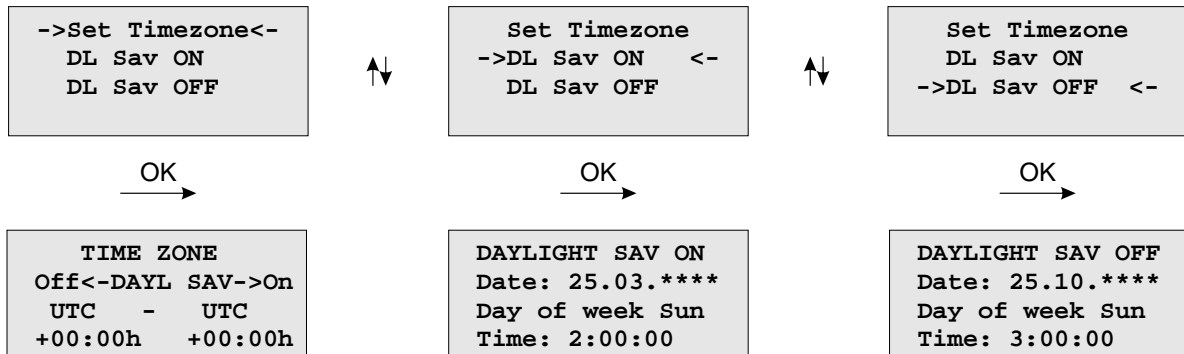 ->Set Timezone<-
DL Sav ON
DL Sav OFF
Set Timezone
->DL Sav ON <-
DL Sav OFF
Set Timezone
DL Sav ON
->DL Sav OFF <-
OK
OK
OK
TIME ZONE
Off<-DAYL SAV->On
UTC - UTC
+00:00h +00:00h
DAYLIGHT SAV ON
Date: 25.03.****
Day of week Sun
Time: 2:00:00
DAYLIGHT SAV OFF
Date: 25.10.****
Day of week Sun
Time: 3:00:00